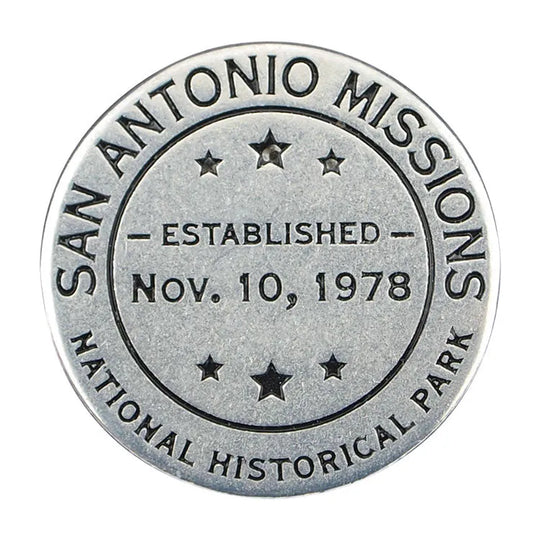 SAN ANTONIO MISSIONS
— ESTABLISHED —
NOV. 10, 1978
NATIONAL HISTORICAL PARK